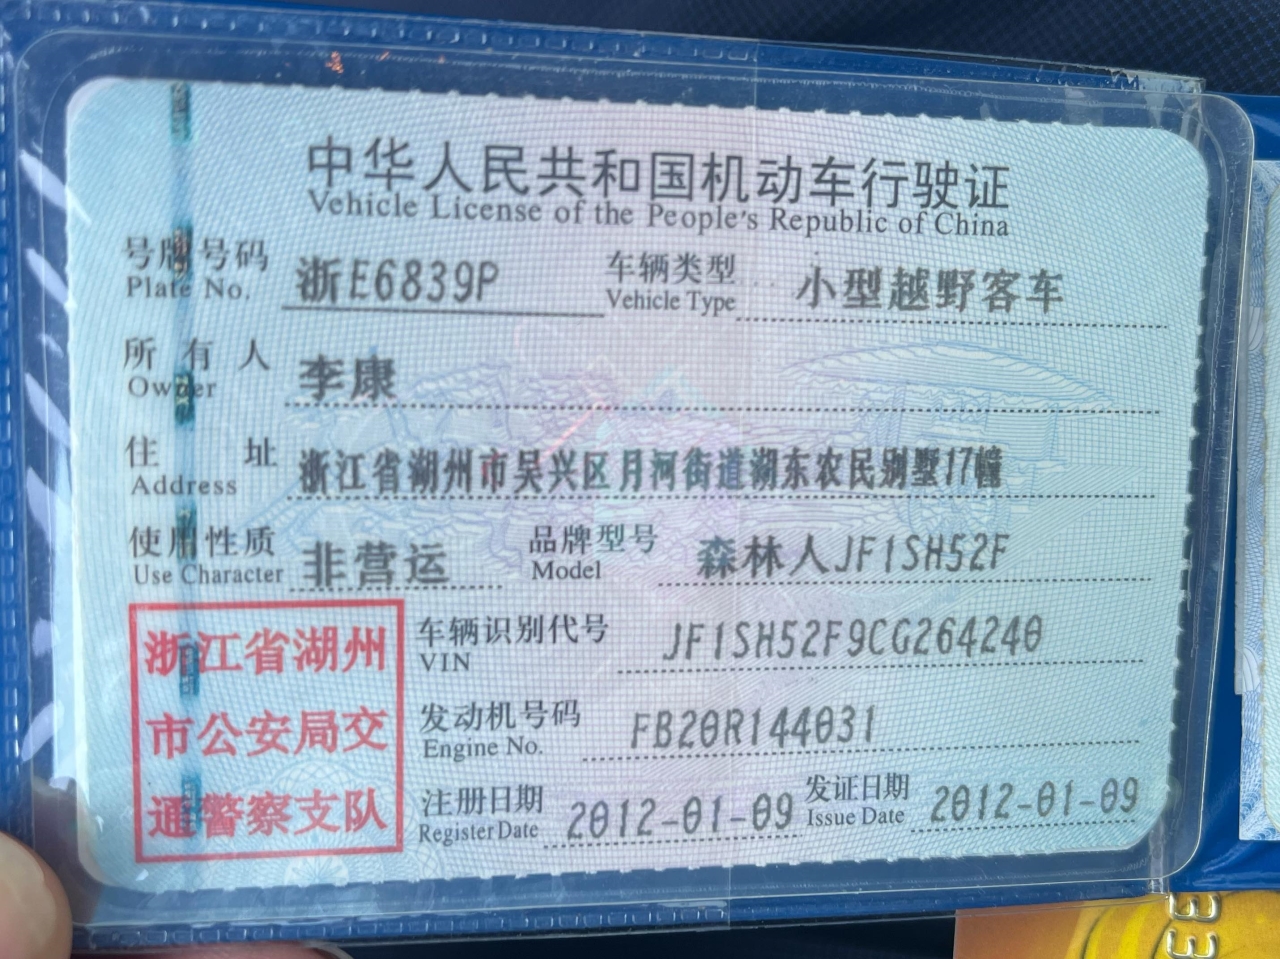 中华人民共和国机动车行驶证
Vehicle License of the People's Republic of China
号牌号码 浙E6839P 车辆类型 小型越野客车
Plate No. Vehicle Type
所有人 李康
Owner
住址 浙江省湖州市吴兴区月河街道湖东农民别墅17幢
Address
使用性质 非营运 品牌型号 森林人JF1SH52F
Use Character Model
浙江省湖州
市公安局交
通警察支队
车辆识别代号 JF1SH52F9CG264240
VIN
发动机号码 FB20R144031
Engine No.
注册日期 2012-01-09 发证日期 2012-01-09
Register Date Issue Date
33